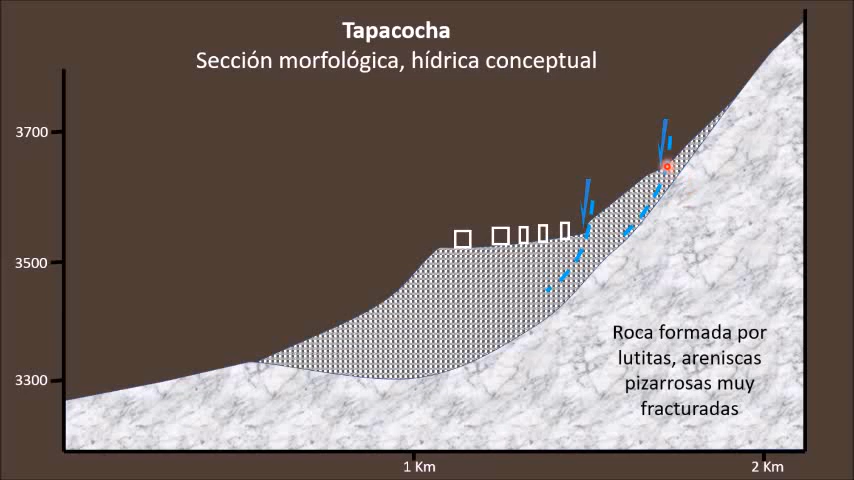 Tapacocha
Sección morfológica, hídrica conceptual
3700
3500
3300
Roca formada por
lutitas, areniscas
pizarrosas muy
fracturadas
1 Km
2 Km